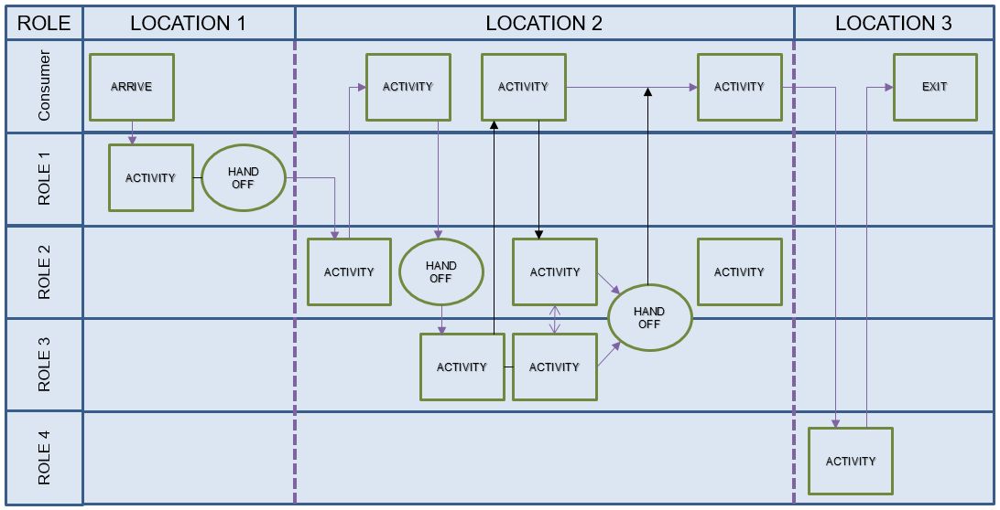 ROLE
LOCATION 1
LOCATION 2
LOCATION 3
Consumer
ARRIVE
ACTIVITY
ACTIVITY
ACTIVITY
EXIT
ROLE 1
ACTIVITY
HAND
OFF
ROLE 2
ACTIVITY
HAND
OFF
ACTIVITY
ACTIVITY
HAND
OFF
ROLE 3
ACTIVITY
ACTIVITY
ROLE 4
ACTIVITY